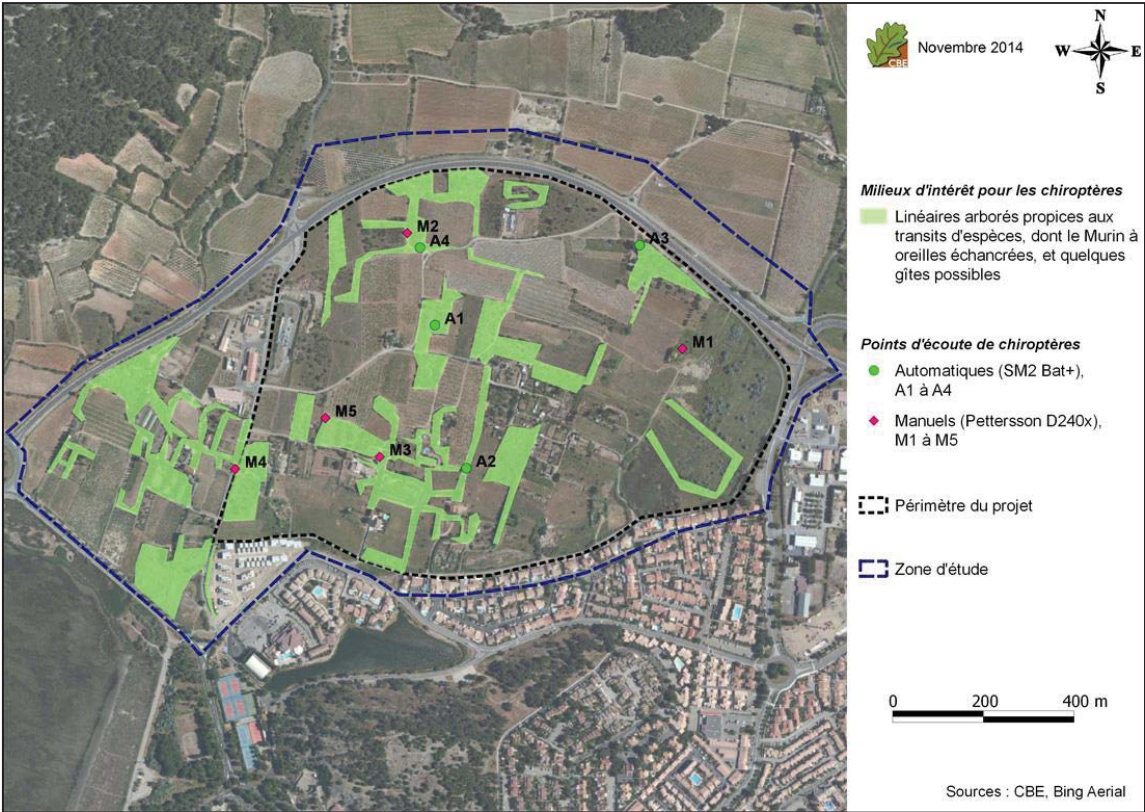 M2
A4
A3
A1
M1
M5
M3
A2
M4
CBE
Novembre 2014
N
W
E
S
Milieux d'intérêt pour les chiroptères
Linéaires arborés propices aux
transits d'espèces, dont le Murin à
oreilles échancrées, et quelques
gîtes possibles
Points d'écoute de chiroptères
Automatiques (SM2 Bat+),
A1 à A4
Manuels (Pettersson D240x),
M1 à M5
Périmètre du projet
Zone d'étude
0 200 400 m
Sources : CBE, Bing Aerial